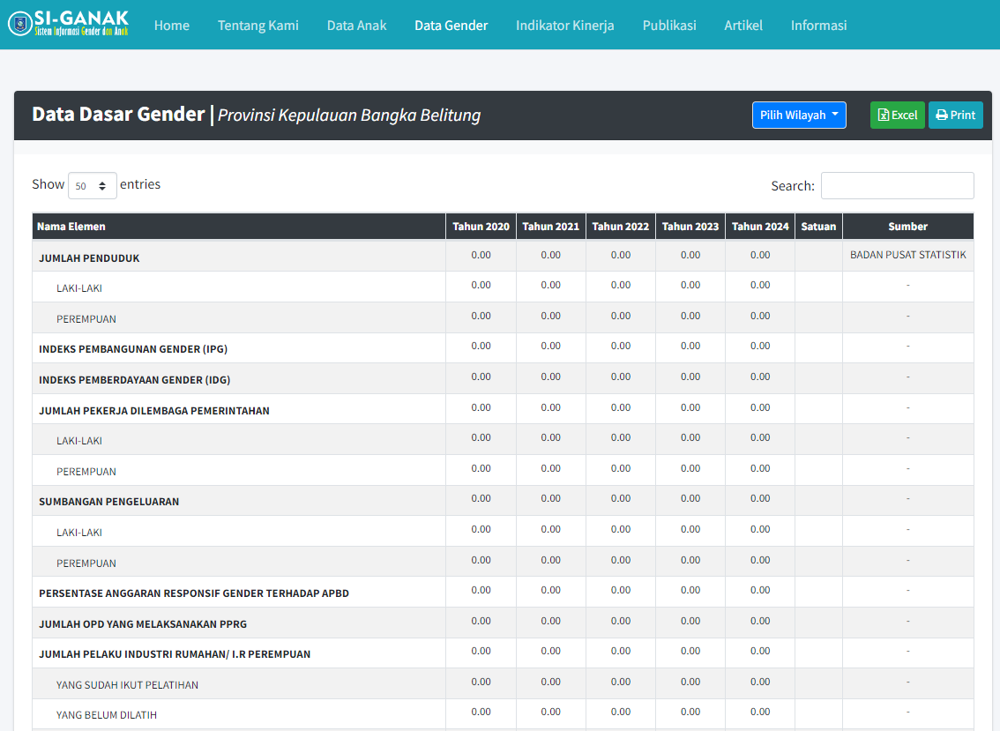 SI-GANAK
Sistem Informasi Gender dan Anak
Home Tentang Kami Data Anak Data Gender Indikator Kinerja Publikasi Artikel Informasi
Data Dasar Gender | Provinsi Kepulauan Bangka Belitung
Pilih Wilayah Excel Print
Show 50 entries Search:
Nama Elemen Tahun 2020 Tahun 2021 Tahun 2022 Tahun 2023 Tahun 2024 Satuan Sumber
JUMLAH PENDUDUK 0.00 0.00 0.00 0.00 0.00 BADAN PUSAT STATISTIK
LAKI-LAKI 0.00 0.00 0.00 0.00 0.00 -
PEREMPUAN 0.00 0.00 0.00 0.00 0.00 -
INDEKS PEMBANGUNAN GENDER (IPG) 0.00 0.00 0.00 0.00 0.00 -
INDEKS PEMBERDAYAAN GENDER (IDG) 0.00 0.00 0.00 0.00 0.00 -
JUMLAH PEKERJA DILEMBAGA PEMERINTAHAN 0.00 0.00 0.00 0.00 0.00 -
LAKI-LAKI 0.00 0.00 0.00 0.00 0.00 -
PEREMPUAN 0.00 0.00 0.00 0.00 0.00 -
SUMBANGAN PENGELUARAN 0.00 0.00 0.00 0.00 0.00 -
LAKI-LAKI 0.00 0.00 0.00 0.00 0.00 -
PEREMPUAN 0.00 0.00 0.00 0.00 0.00 -
PERSENTASE ANGGARAN RESPONSIF GENDER TERHADAP APBD 0.00 0.00 0.00 0.00 0.00 -
JUMLAH OPD YANG MELAKSANAKAN PPRG 0.00 0.00 0.00 0.00 0.00 -
JUMLAH PELAKU INDUSTRI RUMAHAN/ I.R PEREMPUAN 0.00 0.00 0.00 0.00 0.00 -
YANG SUDAH IKUT PELATIHAN 0.00 0.00 0.00 0.00 0.00 -
YANG BELUM DILATIH 0.00 0.00 0.00 0.00 0.00 -